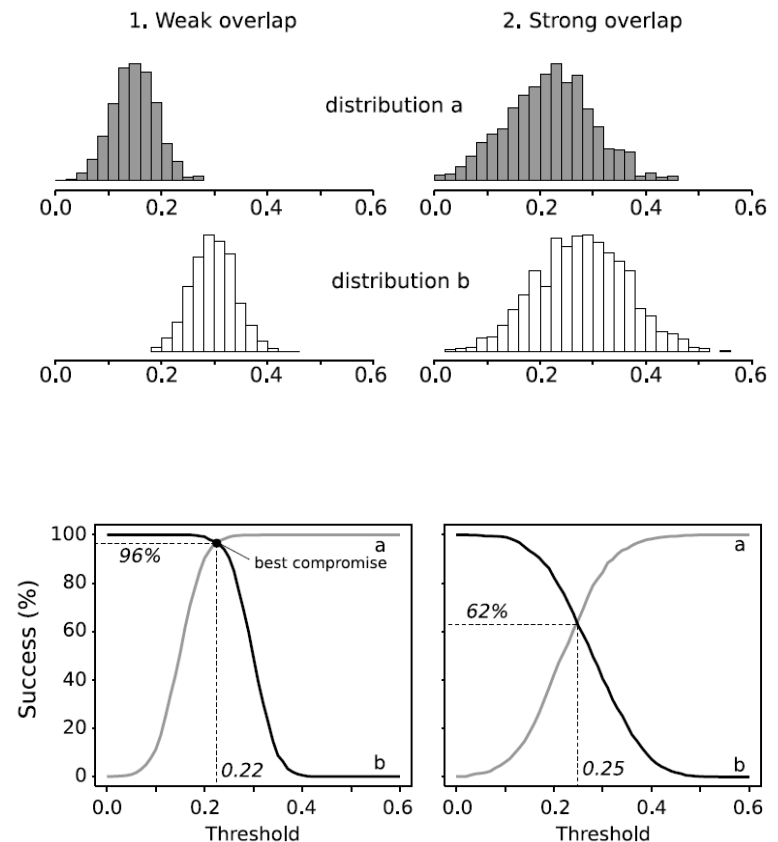 1. Weak overlap
2. Strong overlap
distribution a
0.0 0.2 0.4 0.6
0.0 0.2 0.4 0.6
distribution b
0.0 0.2 0.4 0.6
0.0 0.2 0.4 0.6
Success (%)
100
80
60
40
20
0
96%
best compromise
a
b
0.22
0.0 0.2 0.4 0.6
Threshold
62%
a
b
0.25
0.0 0.2 0.4 0.6
Threshold